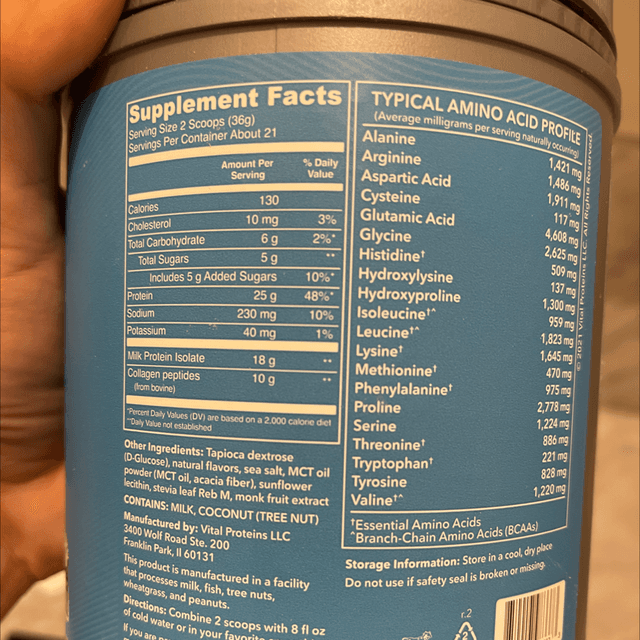 Supplement Facts
Serving Size 2 Scoops (36g)
Servings Per Container About 21
Amount Per Serving % Daily Value
Calories 130
Cholesterol 10 mg 3%
Total Carbohydrate 6 g 2%*
Total Sugars 5 g **
Includes 5 g Added Sugars 10%*
Protein 25 g 48%*
Sodium 230 mg 10%
Potassium 40 mg 1%
Milk Protein Isolate 18 g **
Collagen peptides 10 g **
(from bovine)
*Percent Daily Values (DV) are based on a 2,000 calorie diet
**Daily Value not established
Other Ingredients: Tapioca dextrose
(D-Glucose), natural flavors, sea salt, MCT oil
powder (MCT oil, acacia fiber), sunflower
lecithin, stevia leaf Reb M, monk fruit extract
CONTAINS: MILK, COCONUT (TREE NUT)
Manufactured by: Vital Proteins LLC
3400 Wolf Road Ste. 200
Franklin Park, Il 60131
This product is manufactured in a facility
that processes milk, fish, tree nuts,
wheatgrass, and peanuts.
Directions: Combine 2 scoops with 8 fl oz
of cold water or in your favorite
If you are
TYPICAL AMINO ACID PROFILE
(Average milligrams per serving naturally occurring)
Alanine 1,421 mg
Arginine 1,486 mg
Aspartic Acid 1,911 mg
Cysteine 117 mg
Glutamic Acid 4,608 mg
Glycine 2,625 mg
Histidine† 509 mg
Hydroxylysine 137 mg
Hydroxyproline 1,300 mg
Isoleucine†^ 959 mg
Leucine†^ 1,823 mg
Lysine† 1,645 mg
Methionine† 470 mg
Phenylalanine† 975 mg
Proline 2,778 mg
Serine 1,224 mg
Threonine† 886 mg
Tryptophan† 221 mg
Tyrosine 828 mg
Valine†^ 1,220 mg
†Essential Amino Acids
^Branch-Chain Amino Acids (BCAAs)
Storage Information: Store in a cool, dry place
Do not use if safety seal is broken or missing.
r.2
2
© 2021 Vital Proteins LLC. All Rights Reserved.